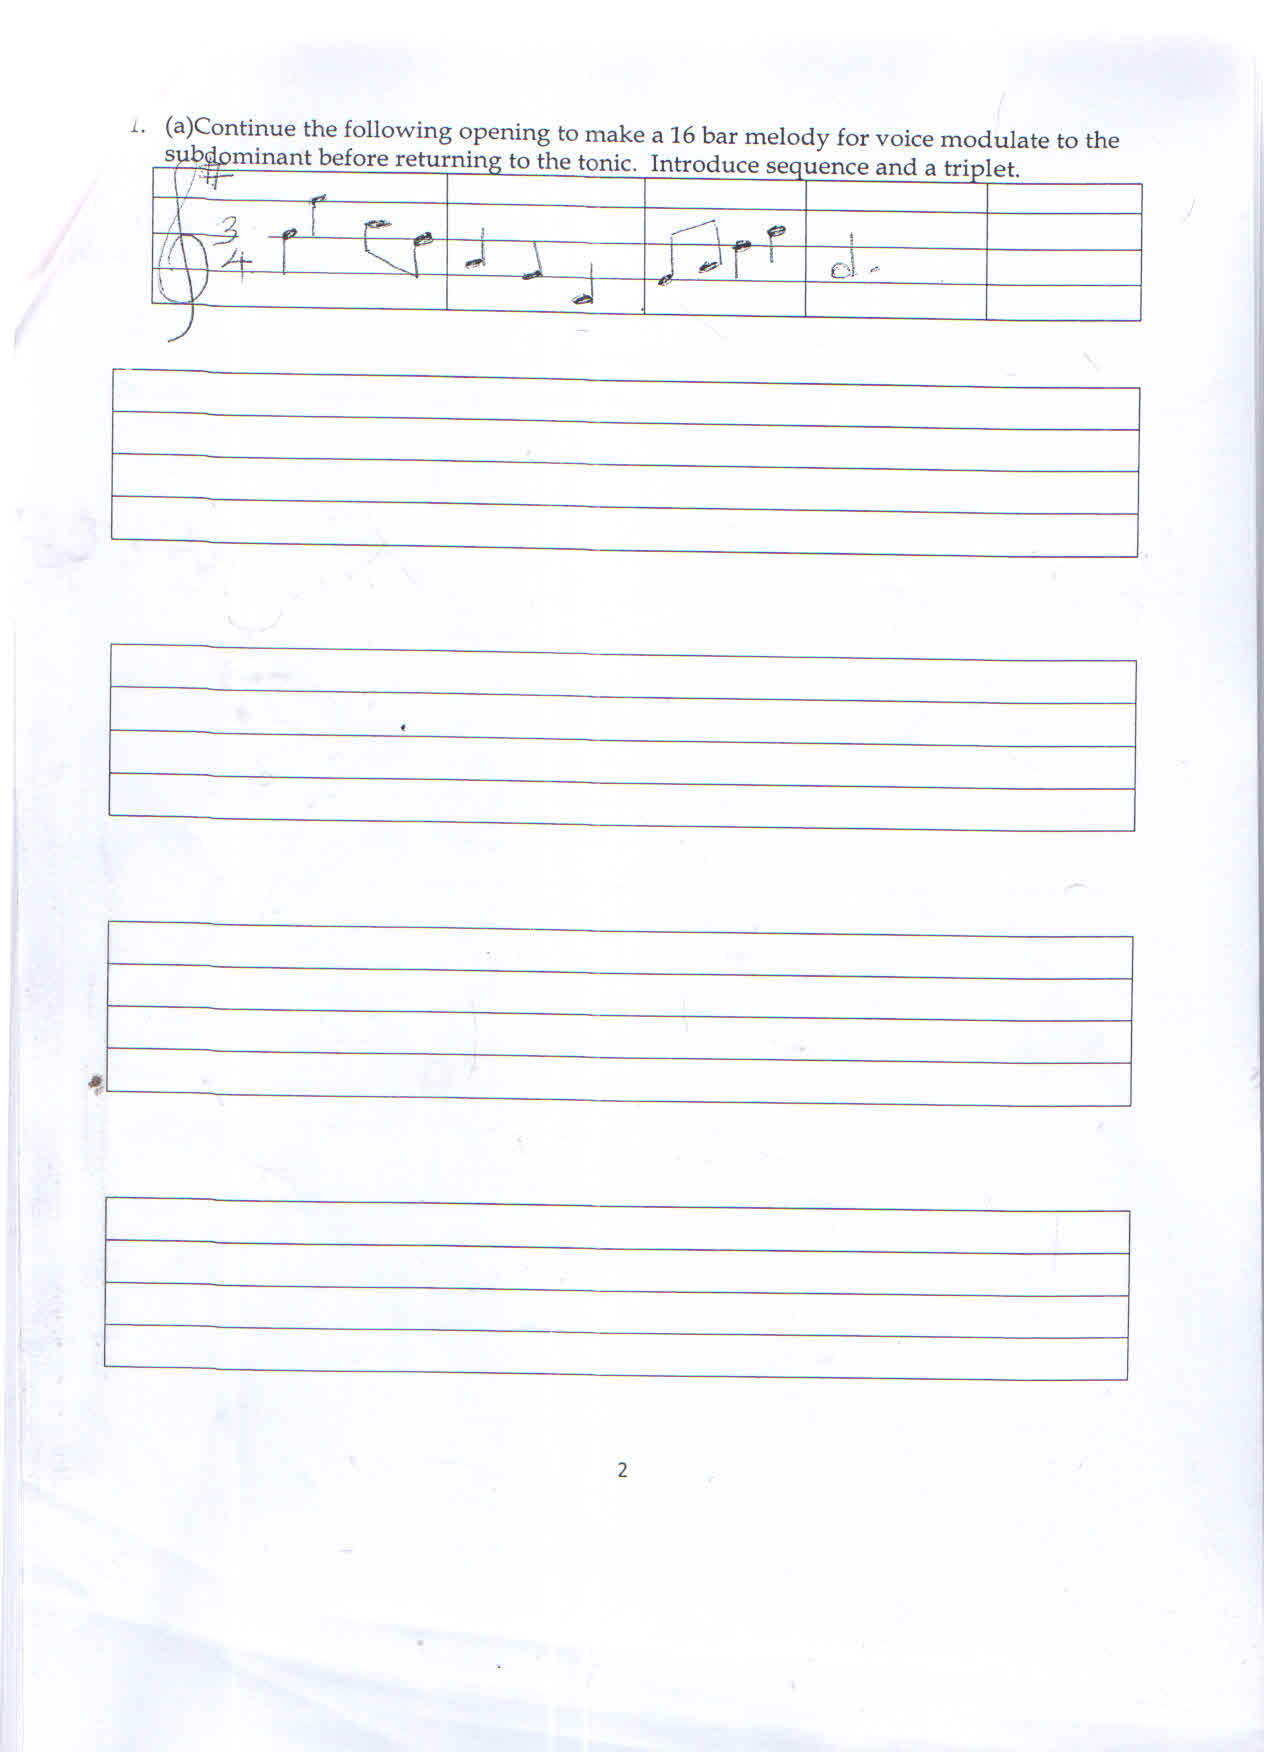 1. (a)Continue the following opening to make a 16 bar melody for voice modulate to the
subdominant before returning to the tonic. Introduce sequence and a triplet.
3
4
2